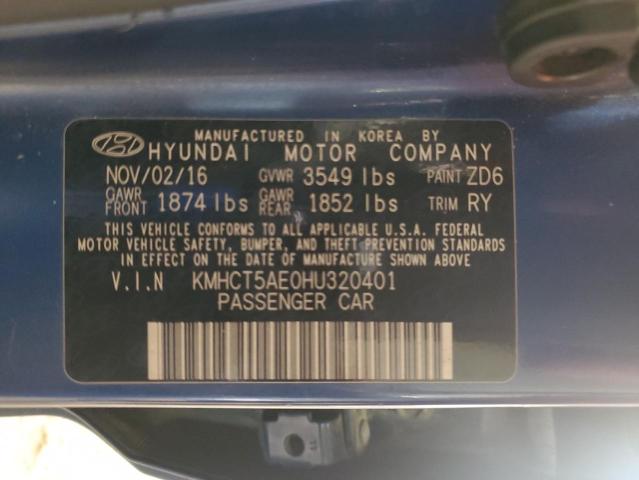 MANUFACTURED IN KOREA BY
HYUNDAI MOTOR COMPANY
NOV/02/16 GVWR 3549 lbs PAINT ZD6
GAWR FRONT 1874 lbs GAWR REAR 1852 lbs TRIM RY
THIS VEHICLE CONFORMS TO ALL APPLICABLE U.S.A. FEDERAL
MOTOR VEHICLE SAFETY, BUMPER, AND THEFT PREVENTION STANDARDS
IN EFFECT ON THE DATE OF MANUFACTURE SHOWN ABOVE.
V.I.N KMHCT5AE0HU320401
PASSENGER CAR